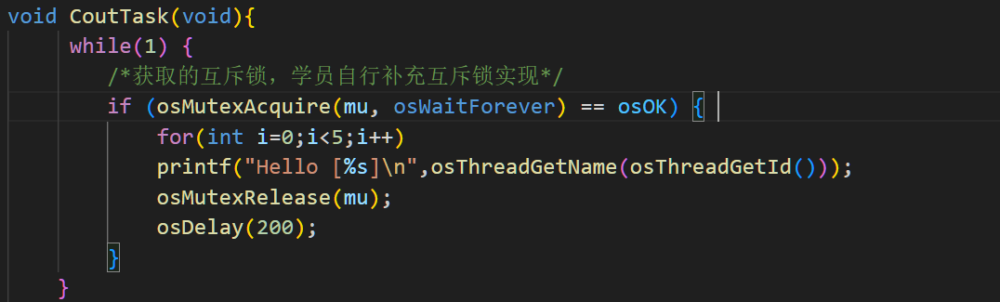 void CoutTask(void){
while(1) {
/*获取的互斥锁，学员自行补充互斥锁实现*/
if (osMutexAcquire(mu, osWaitForever) == osOK) {
for(int i=0;i<5;i++)
printf("Hello [%s]\n",osThreadGetName(osThreadGetId()));
osMutexRelease(mu);
osDelay(200);
}
}